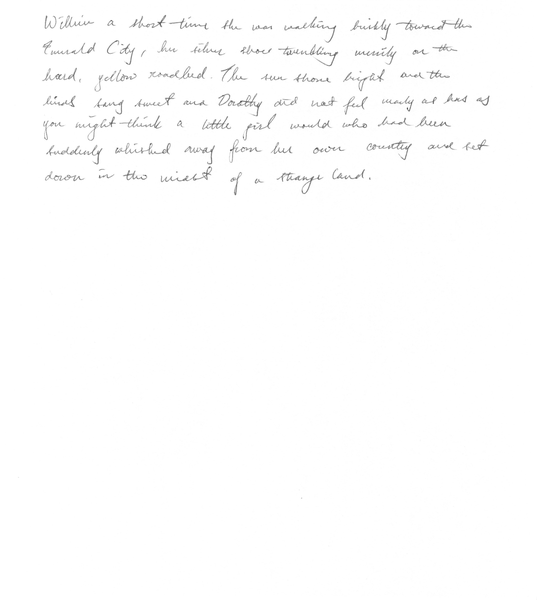 Within a short time she was walking briskly toward the
Emerald City, her silver shoes twinkling merrily on the
hard, yellow roadbed. The sun shone bright and the
birds sang sweet and Dorothy did not feel nearly as bad as
you might think a little girl would who had been
suddenly whisked away from her own country and set
down in the midst of a strange land.